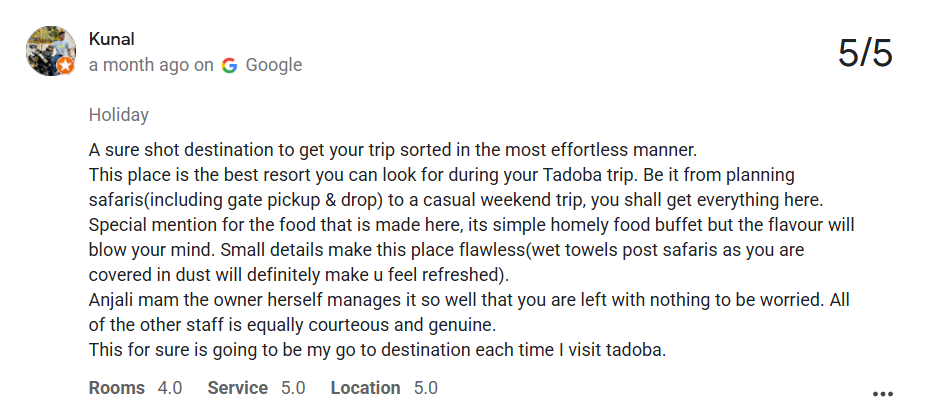 Kunal
5/5
a month ago on Google
Holiday
A sure shot destination to get your trip sorted in the most effortless manner.
This place is the best resort you can look for during your Tadoba trip. Be it from planning
safaris(including gate pickup & drop) to a casual weekend trip, you shall get everything here.
Special mention for the food that is made here, its simple homely food buffet but the flavour will
blow your mind. Small details make this place flawless(wet towels post safaris as you are
covered in dust will definitely make u feel refreshed).
Anjali mam the owner herself manages it so well that you are left with nothing to be worried. All
of the other staff is equally courteous and genuine.
This for sure is going to be my go to destination each time I visit tadoba.
Rooms 4.0 Service 5.0 Location 5.0